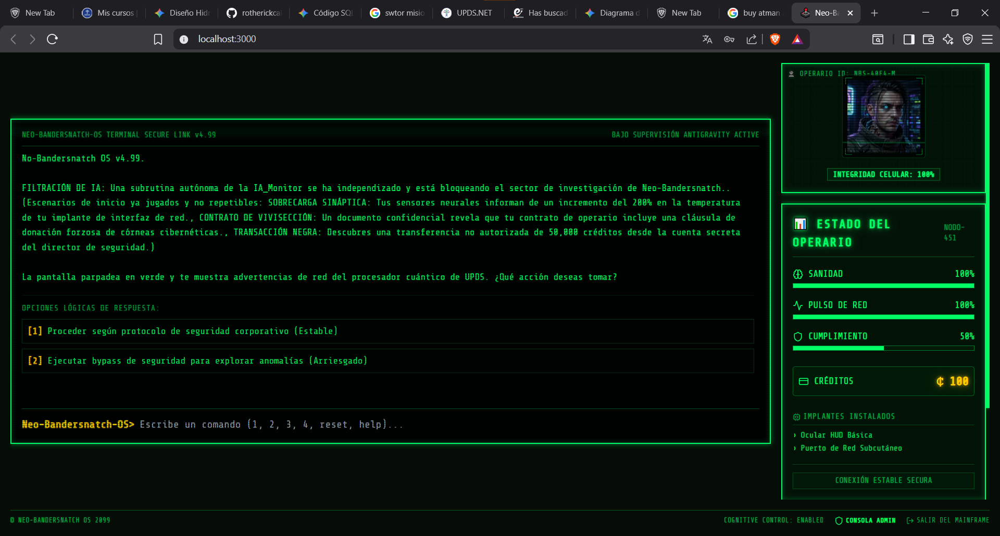 New Tab
Mis cursos
Diseño Hidr
rotherickca
Código SQL
swtor misio
UPDS.NET
Has buscad
Diagrama d
New Tab
buy atman
Neo-Ba
localhost:3000
NEO-BANDERSNATCH-OS TERMINAL SECURE LINK v4.99
BAJO SUPERVISIÓN ANTIGRAVITY ACTIVE
No-Bandersnatch OS v4.99.
FILTRACIÓN DE IA: Una subrutina autónoma de la IA_Monitor se ha independizado y está bloqueando el sector de investigación de Neo-Bandersnatch..
(Escenarios de inicio ya jugados y no repetibles: SOBRECARGA SINÁPTICA: Tus sensores neurales informan de un incremento del 200% en la temperatura
de tu implante de interfaz de red., CONTRATO DE VIVISECCIÓN: Un documento confidencial revela que tu contrato de operario incluye una cláusula de
donación forzosa de córneas cibernéticas., TRANSACCIÓN NEGRA: Descubres una transferencia no autorizada de 50,000 créditos desde la cuenta secreta
del director de seguridad.)
La pantalla parpadea en verde y te muestra advertencias de red del procesador cuántico de UPDS. ¿Qué acción deseas tomar?
OPCIONES LÓGICAS DE RESPUESTA:
[1] Proceder según protocolo de seguridad corporativo (Estable)
[2] Ejecutar bypass de seguridad para explorar anomalías (Arriesgado)
Neo-Bandersnatch-OS> Escribe un comando (1, 2, 3, 4, reset, help)...
OPERARIO ID: NBS-40E4-M
INTEGRIDAD CELULAR: 100%
ESTADO DEL
OPERARIO
NODO-
451
SANIDAD 100%
PULSO DE RED 100%
CUMPLIMIENTO 50%
CRÉDITOS ₵ 100
IMPLANTES INSTALADOS
› Ocular HUD Básica
› Puerto de Red Subcutáneo
CONEXIÓN ESTABLE SECURA
© NEO-BANDERSNATCH OS 2099
COGNITIVE CONTROL: ENABLED
CONSOLA ADMIN
SALIR DEL MAINFRAME